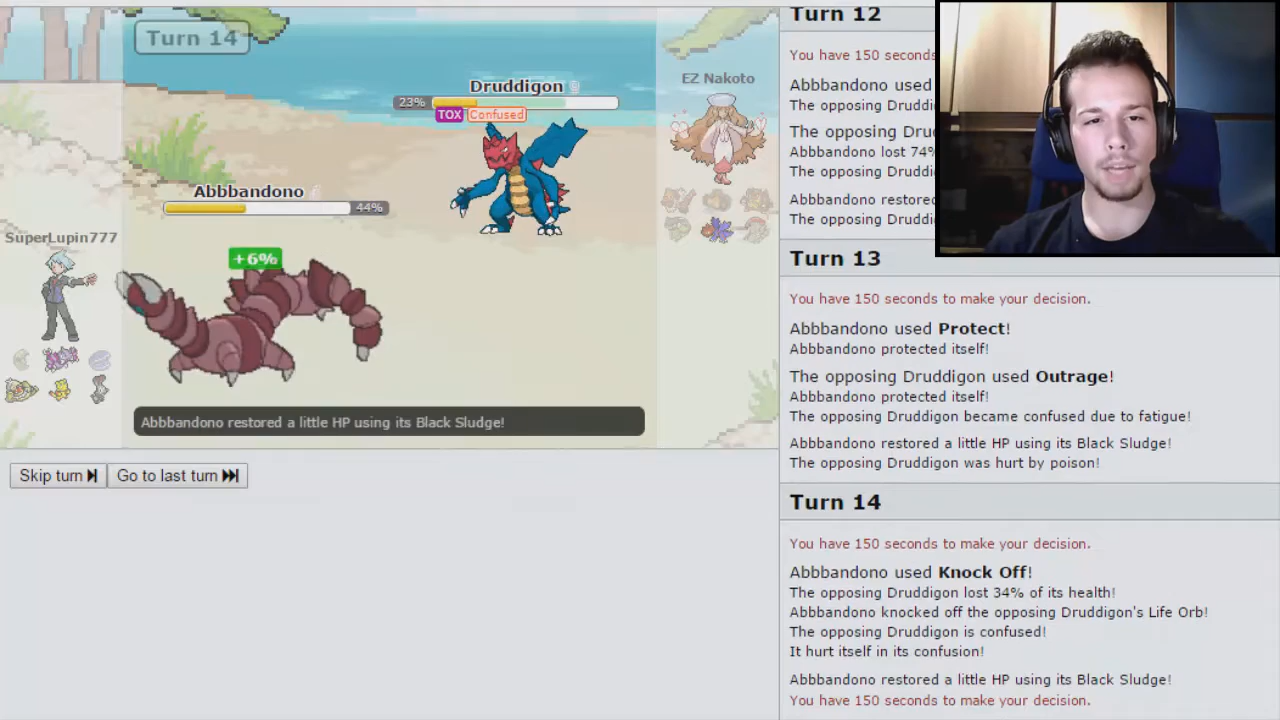 Turn 14
EZ Nakoto
Druddigon
23%
TOX Confused
Abbbandono
44%
SuperLupin777
+6%
Abbbandono restored a little HP using its Black Sludge!
Skip turn Go to last turn
Turn 12
You have 150 seconds
Abbbandono used
The opposing
The opposing
Abbbandono lost 74%
The opposing
Abbbandono
The opposing
Turn 13
You have 150 seconds to make your decision.
Abbbandono used Protect!
Abbbandono protected itself!
The opposing Druddigon used Outrage!
Abbbandono protected itself!
The opposing Druddigon became confused due to fatigue!
Abbbandono restored a little HP using its Black Sludge!
The opposing Druddigon was hurt by poison!
Turn 14
You have 150 seconds to make your decision.
Abbbandono used Knock Off!
The opposing Druddigon lost 34% of its health!
Abbbandono knocked off the opposing Druddigon's Life Orb!
The opposing Druddigon is confused!
It hurt itself in its confusion!
Abbbandono restored a little HP using its Black Sludge!
You have 150 seconds to make your decision.